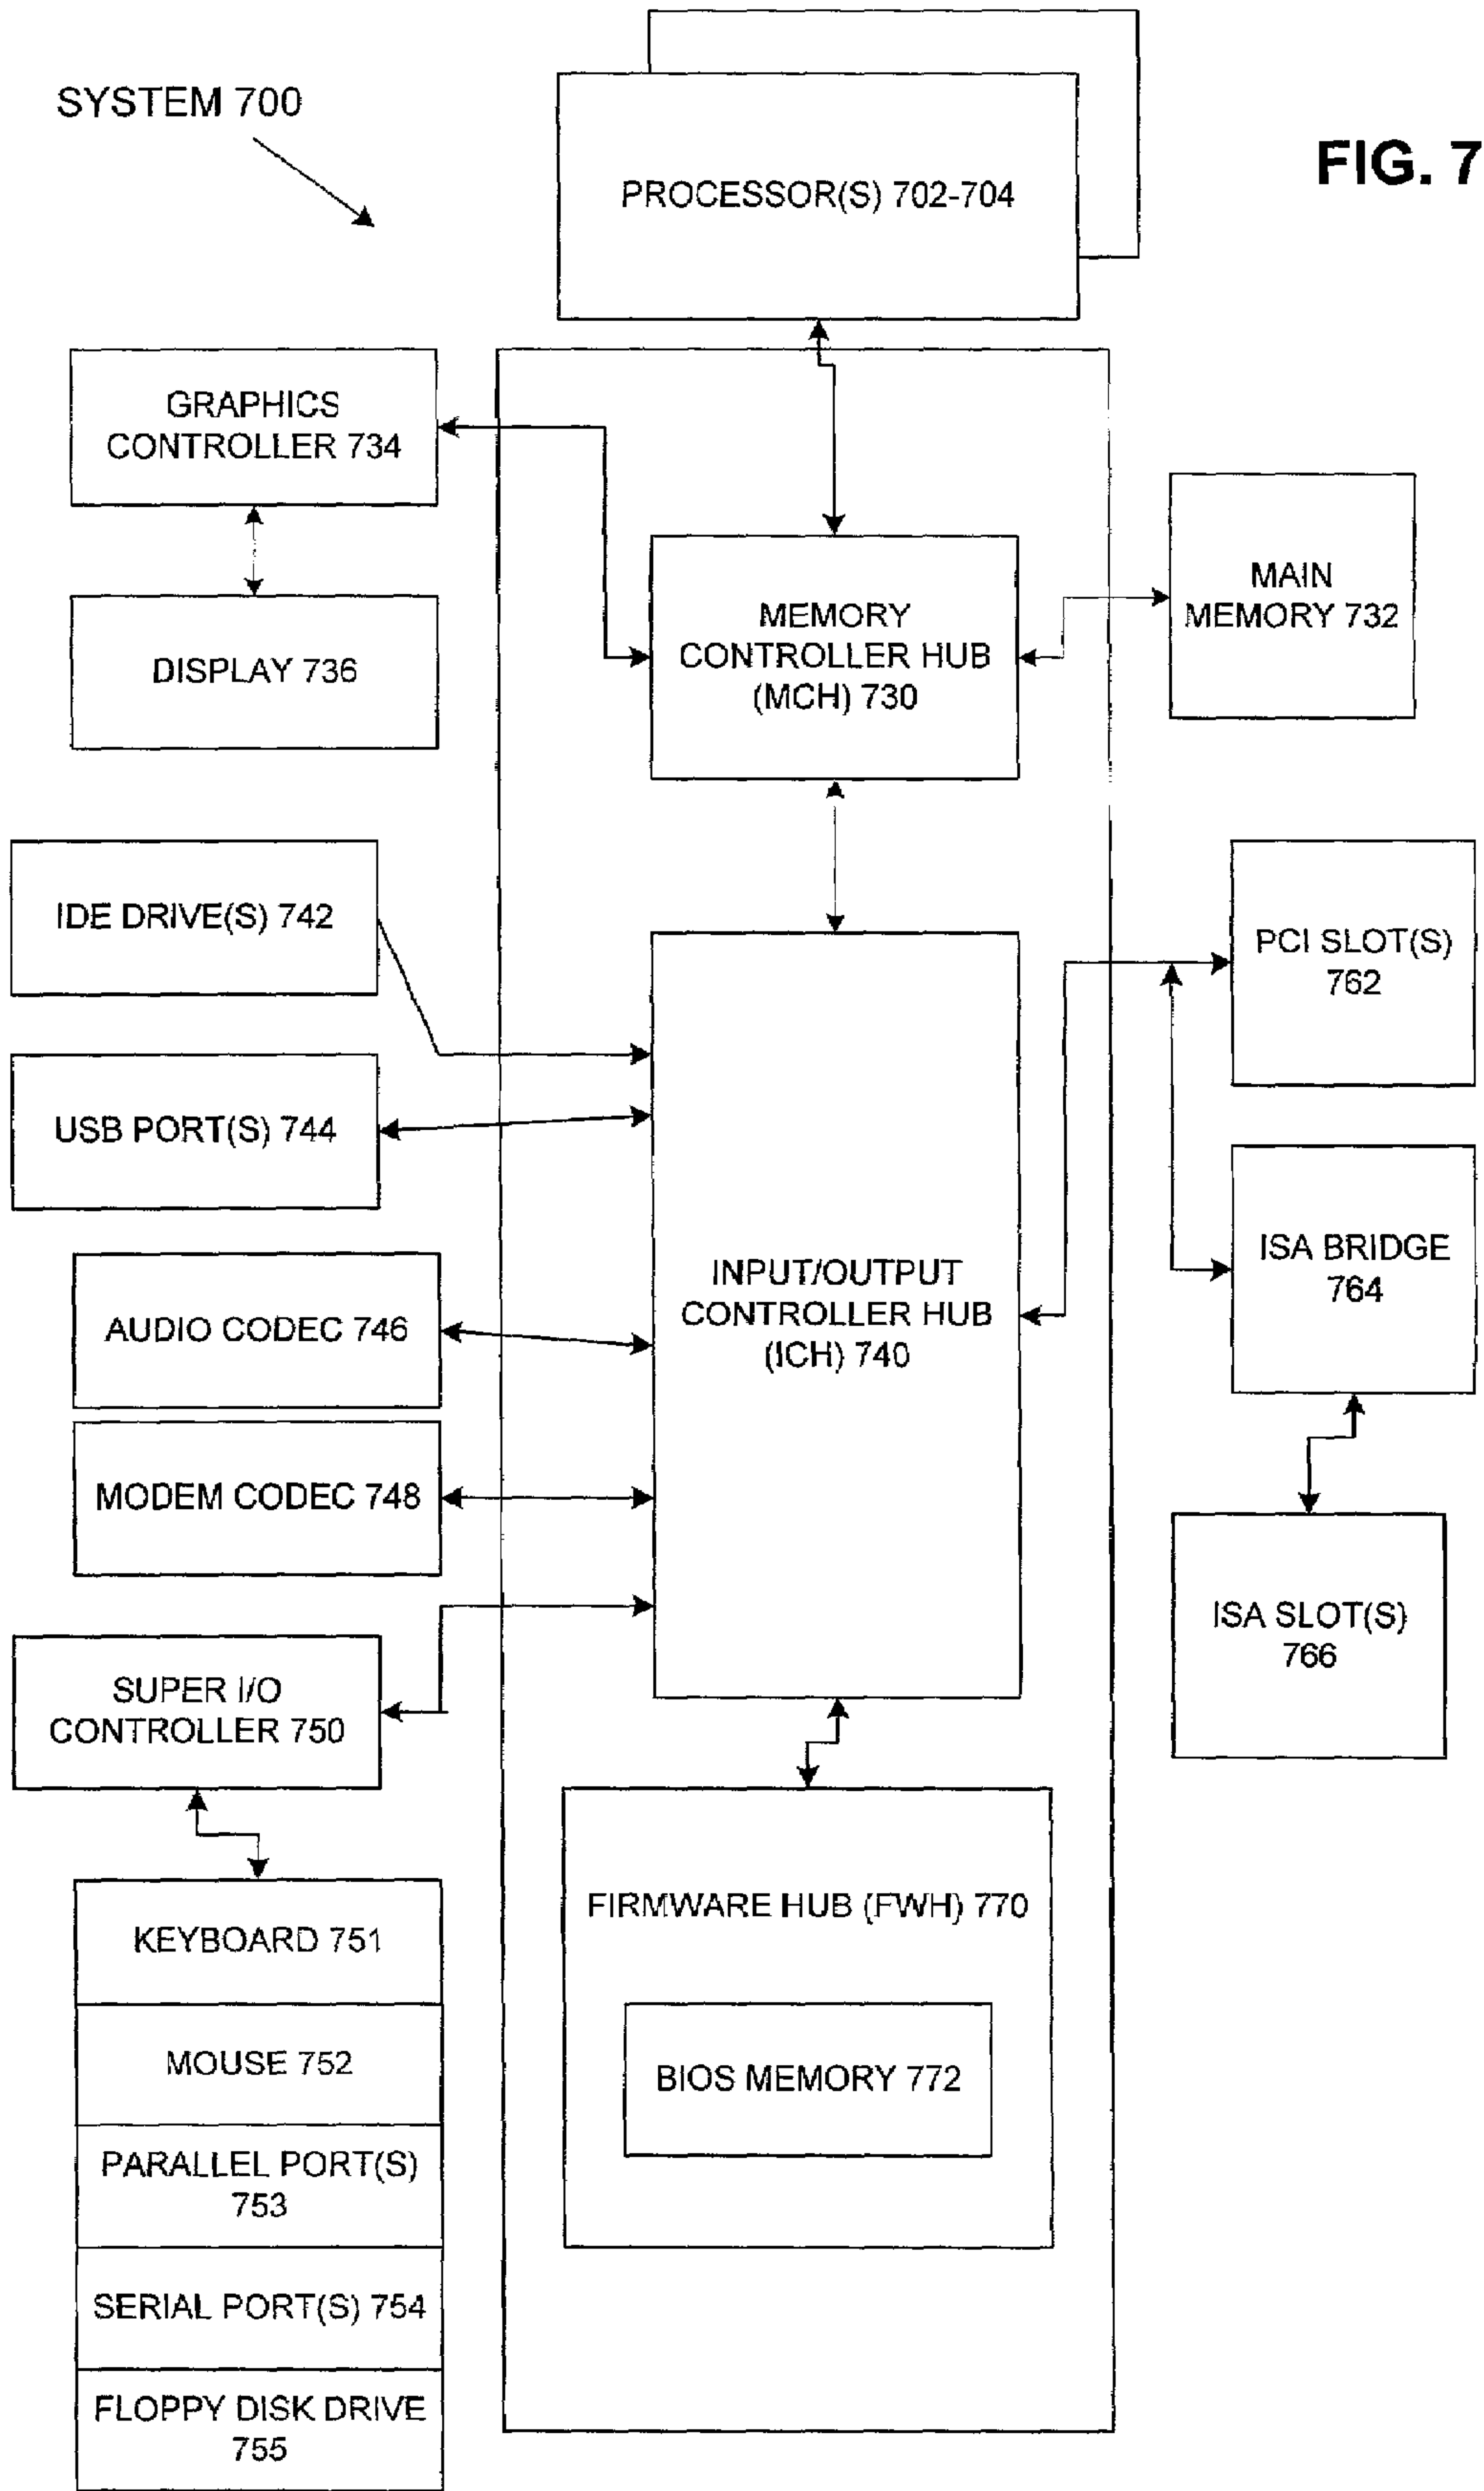 SYSTEM 700
FIG. 7
PROCESSOR(S) 702-704
GRAPHICS
CONTROLLER 734
DISPLAY 736
MEMORY
CONTROLLER HUB
(MCH) 730
MAIN
MEMORY 732
IDE DRIVE(S) 742
USB PORT(S) 744
AUDIO CODEC 746
MODEM CODEC 748
SUPER I/O
CONTROLLER 750
INPUT/OUTPUT
CONTROLLER HUB
(ICH) 740
PCI SLOT(S)
762
ISA BRIDGE
764
ISA SLOT(S)
766
KEYBOARD 751
MOUSE 752
PARALLEL PORT(S)
753
SERIAL PORT(S) 754
FLOPPY DISK DRIVE
755
FIRMWARE HUB (FWH) 770
BIOS MEMORY 772